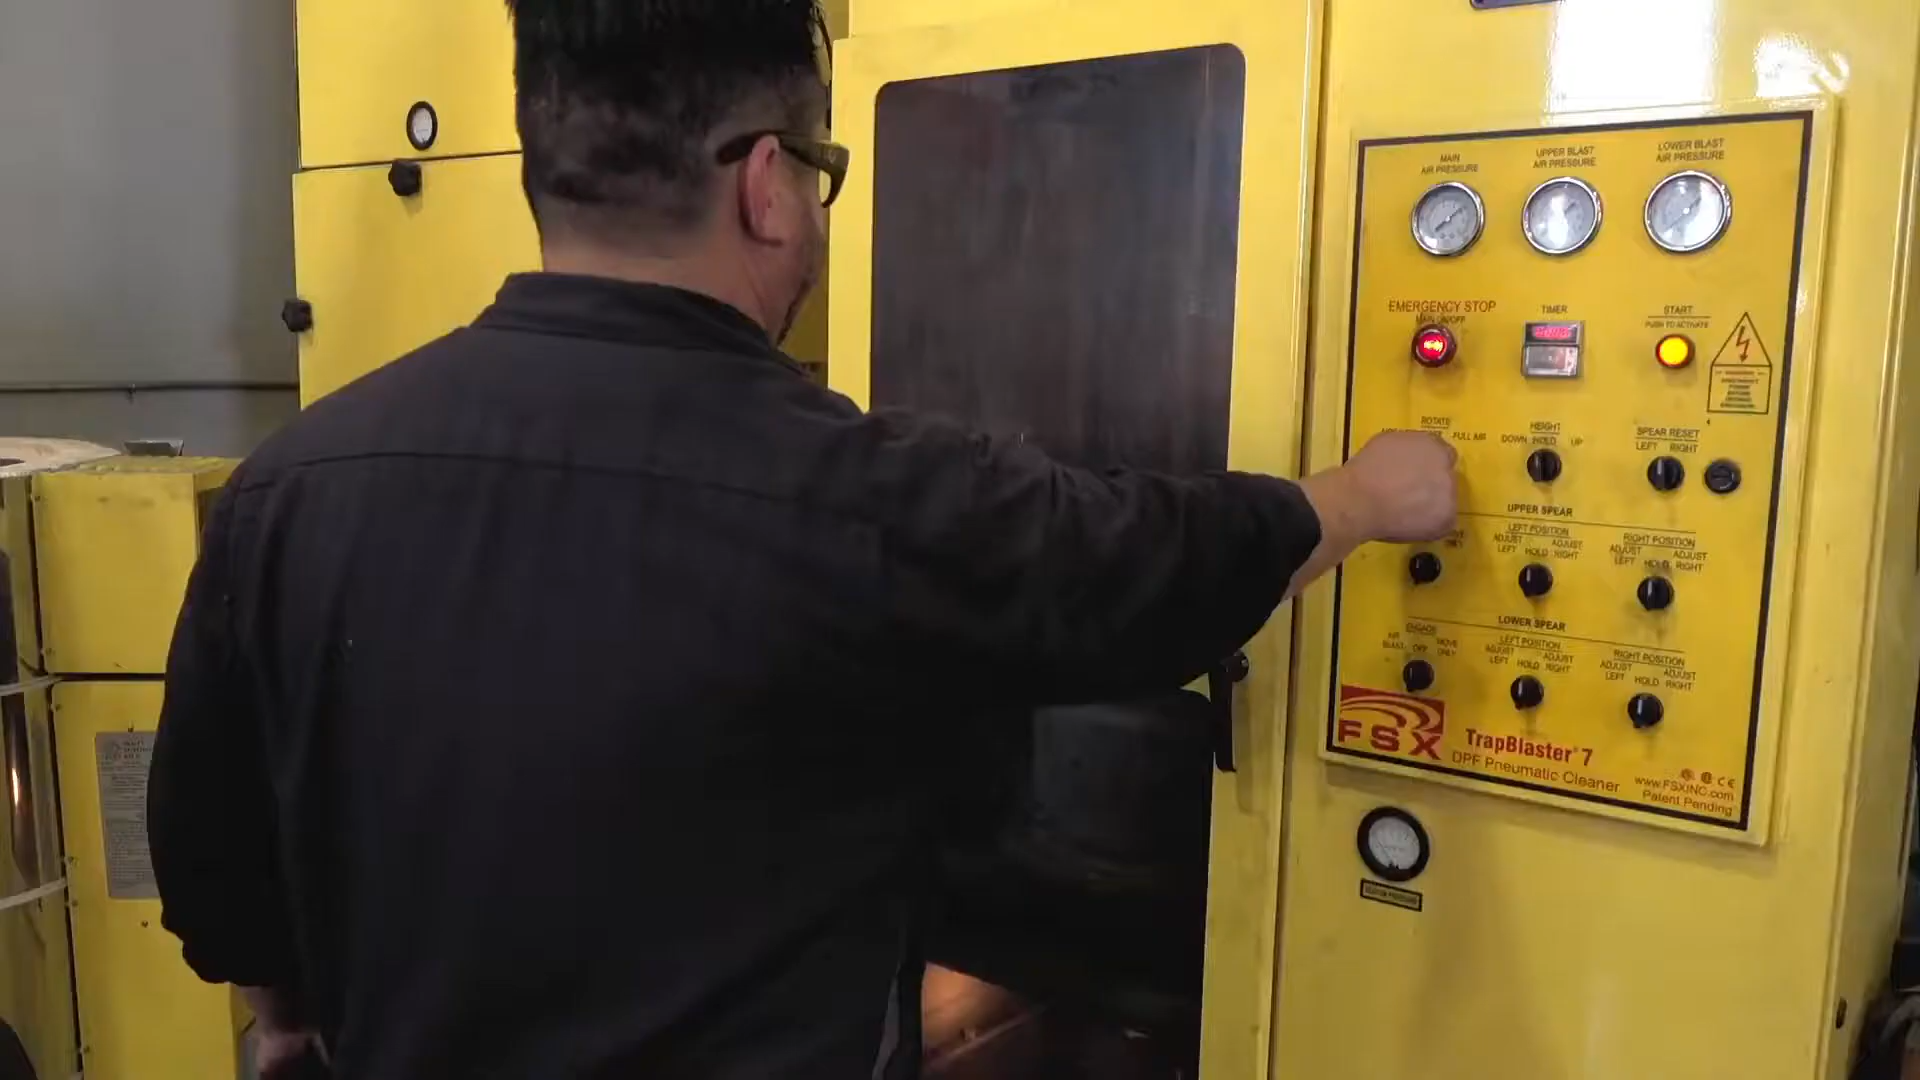 MAIN
AIR PRESSURE
UPPER BLAST
AIR PRESSURE
LOWER BLAST
AIR PRESSURE
EMERGENCY STOP
MAIN ON/OFF
TIMER
START
PUSH TO ACTIVATE
ROTATE
FULL AIR
HEIGHT
DOWN HOLD UP
SPEAR RESET
LEFT RIGHT
UPPER SPEAR
LEFT POSITION
ADJUST ADJUST
LEFT HOLD RIGHT
RIGHT POSITION
ADJUST ADJUST
LEFT HOLD RIGHT
LOWER SPEAR
ENGAGE
AIR MOVE
BLAST OFF ONLY
LEFT POSITION
ADJUST ADJUST
LEFT HOLD RIGHT
RIGHT POSITION
ADJUST ADJUST
LEFT HOLD RIGHT
FSX
TrapBlaster 7
DPF Pneumatic Cleaner
www.FSXINC.com
Patent Pending